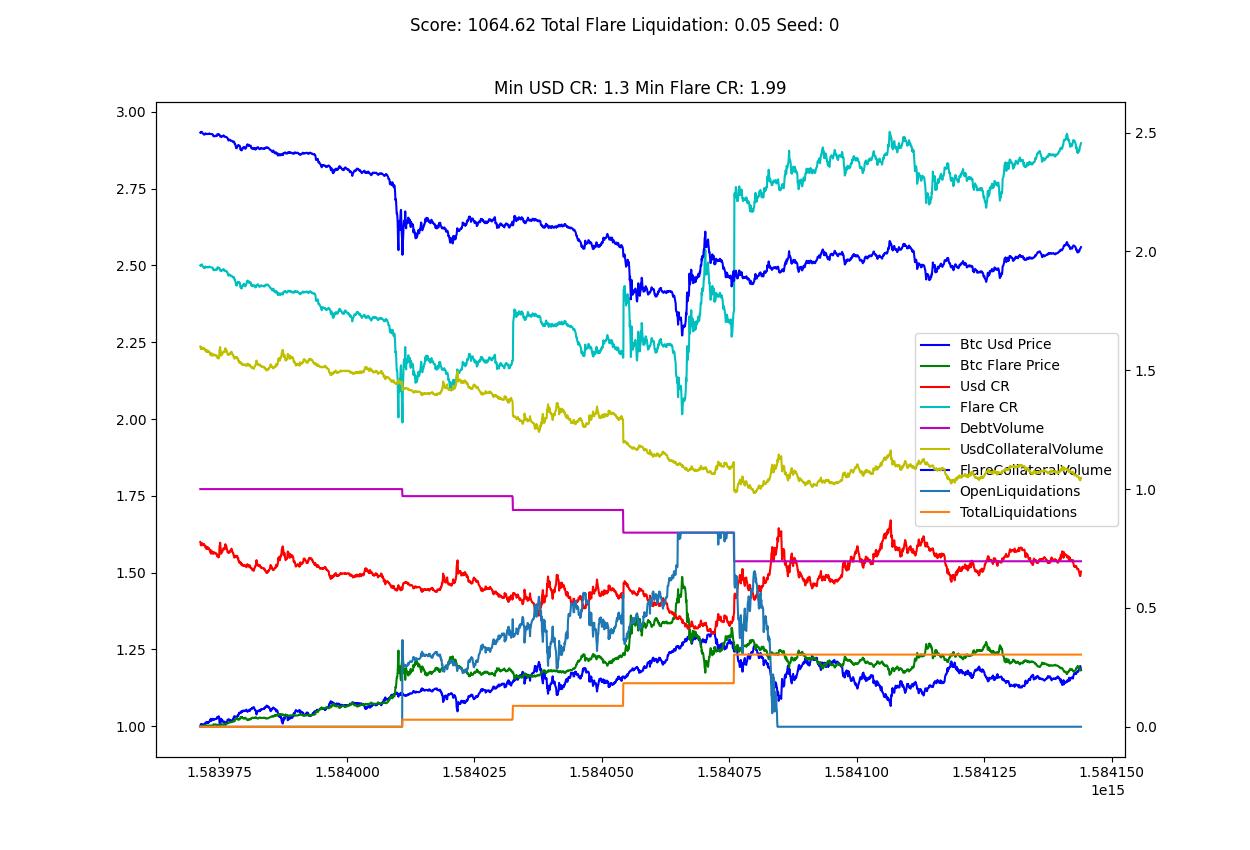 Score: 1064.62 Total Flare Liquidation: 0.05 Seed: 0
Min USD CR: 1.3 Min Flare CR: 1.99
3.00
2.75
2.50
2.25
2.00
1.75
1.50
1.25
1.00
2.5
2.0
1.5
1.0
0.5
0.0
Btc Usd Price
Btc Flare Price
Usd CR
Flare CR
DebtVolume
UsdCollateralVolume
FlareCollateralVolume
OpenLiquidations
TotalLiquidations
1.583975 1.584000 1.584025 1.584050 1.584075 1.584100 1.584125 1.584150
1e15